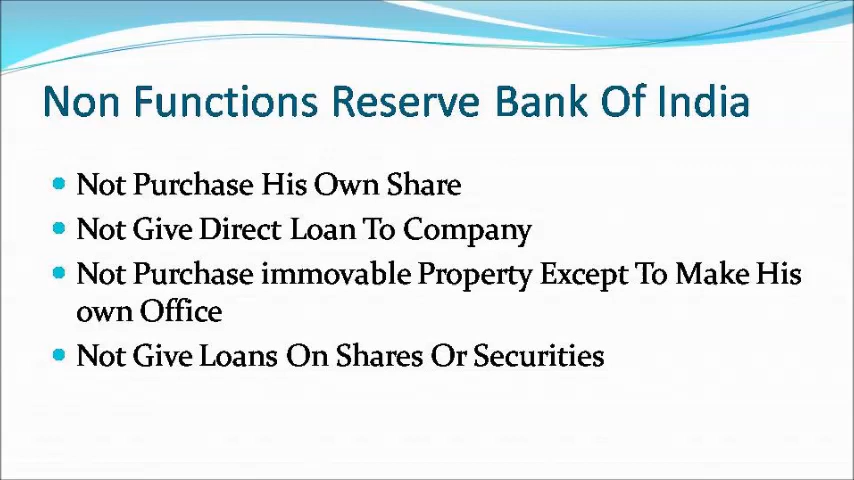 Non Functions Reserve Bank Of India
Not Purchase His Own Share
Not Give Direct Loan To Company
Not Purchase immovable Property Except To Make His
own Office
Not Give Loans On Shares Or Securities